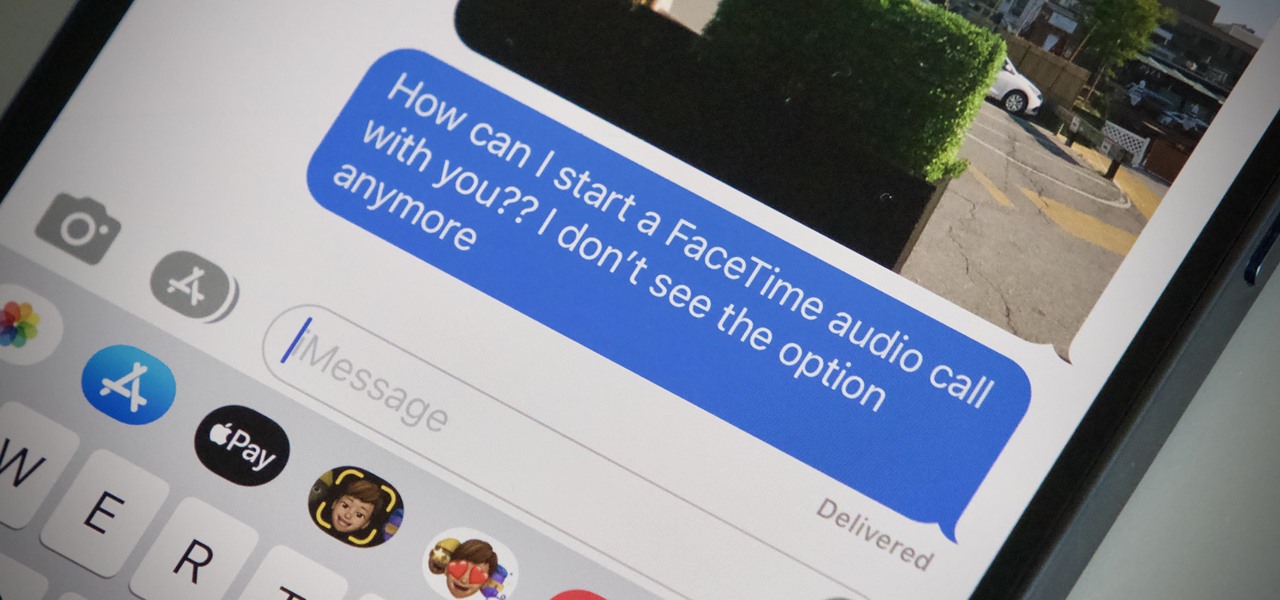 How can I start a FaceTime audio call
with you?? I don't see the option
anymore
Delivered
iMessage
Pay
W E R T